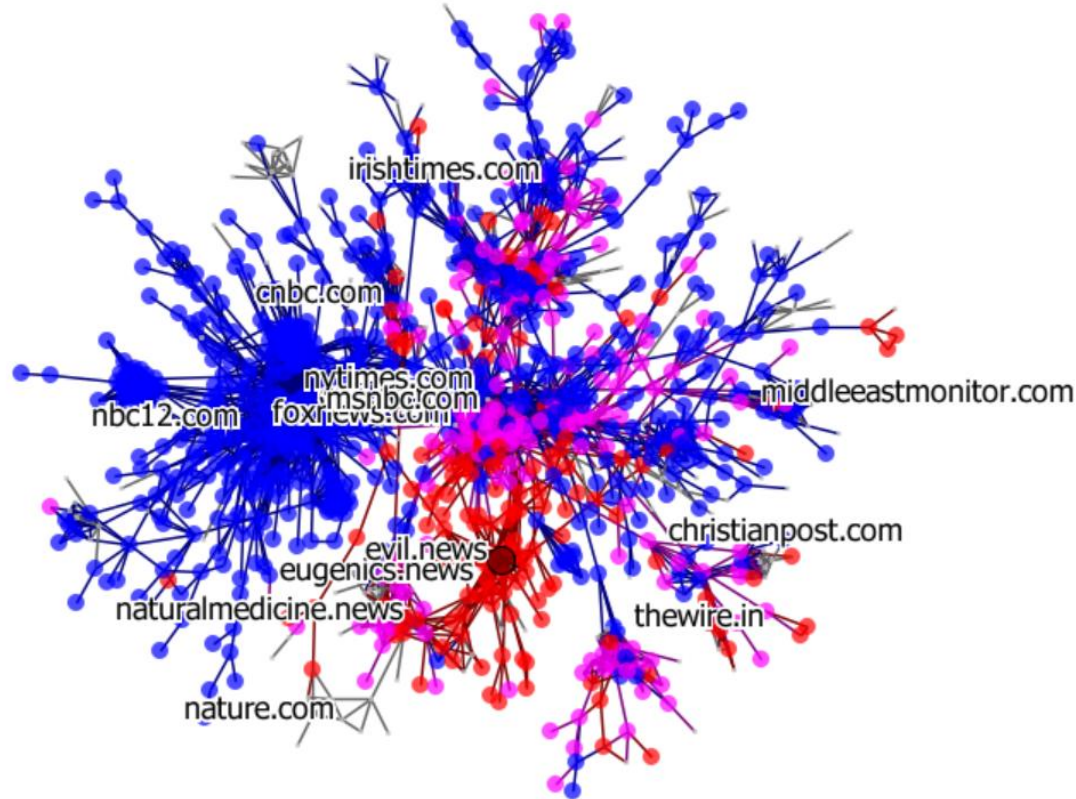 irishtimes.com
cnbc.com
nytimes.com
msnbc.com
middleeastmonitor.com
nbc12.com
foxnews.com
christianpost.com
evil.news
eugenics.news
naturalmedicine.news
thewire.in
nature.com